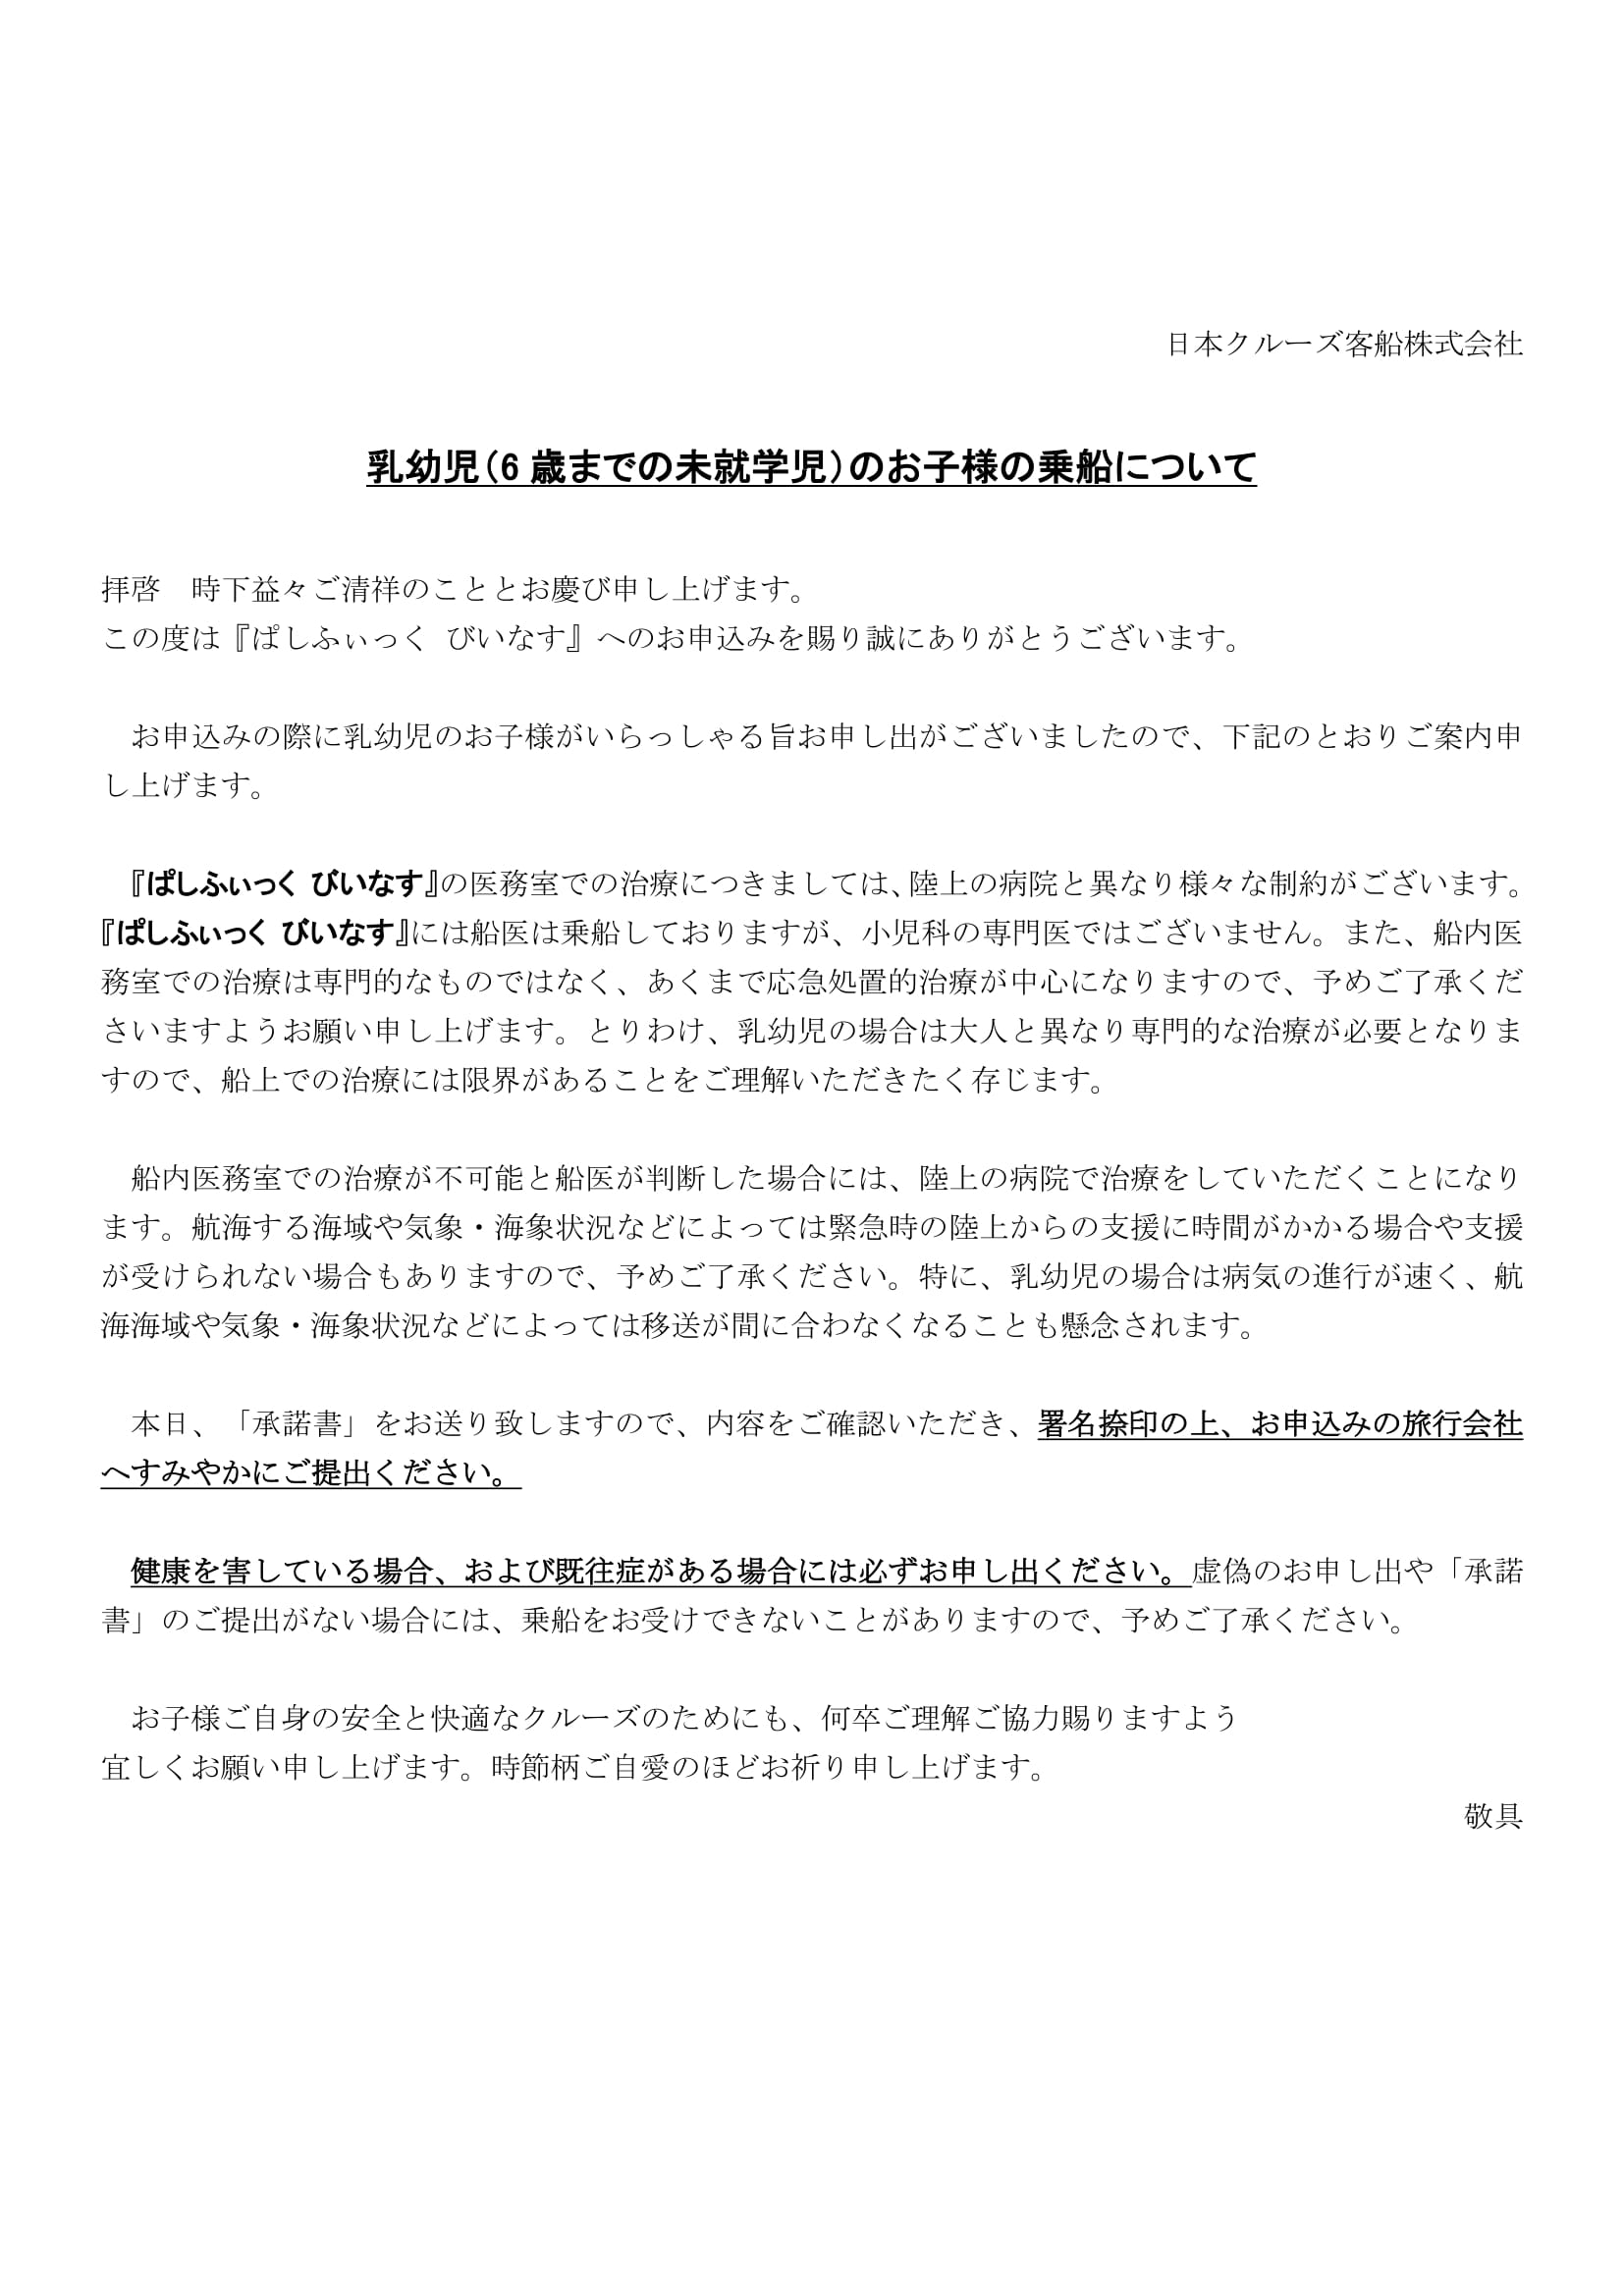 日本クルーズ客船株式会社
乳幼児(6 歳までの未就学児)のお子様の乗船について
拝啓　時下益々ご清祥のこととお慶び申し上げます。
この度は『ぱしふぃっく びいなす』へのお申込みを賜り誠にありがとうございます。
お申込みの際に乳幼児のお子様がいらっしゃる旨お申し出がございましたので、下記のとおりご案内申
し上げます。
『ぱしふぃっく びいなす』の医務室での治療につきましては、陸上の病院と異なり様々な制約がございます。
『ぱしふぃっく びいなす』には船医は乗船しておりますが、小児科の専門医ではございません。また、船内医
務室での治療は専門的なものではなく、あくまで応急処置的治療が中心になりますので、予めご了承くだ
さいますようお願い申し上げます。とりわけ、乳幼児の場合は大人と異なり専門的な治療が必要となりま
すので、船上での治療には限界があることをご理解いただきたく存じます。
船内医務室での治療が不可能と船医が判断した場合には、陸上の病院で治療をしていただくことになり
ます。航海する海域や気象・海象状況などによっては緊急時の陸上からの支援に時間がかかる場合や支援
が受けられない場合もありますので、予めご了承ください。特に、乳幼児の場合は病気の進行が速く、航
海海域や気象・海象状況などによっては移送が間に合わなくなることも懸念されます。
本日、「承諾書」をお送り致しますので、内容をご確認いただき、署名捺印の上、お申込みの旅行会社
へすみやかにご提出ください。
健康を害している場合、および既往症がある場合には必ずお申し出ください。虚偽のお申し出や「承諾
書」のご提出がない場合には、乗船をお受けできないことがありますので、予めご了承ください。
お子様ご自身の安全と快適なクルーズのためにも、何卒ご理解ご協力賜りますよう
宜しくお願い申し上げます。時節柄ご自愛のほどお祈り申し上げます。
敬具